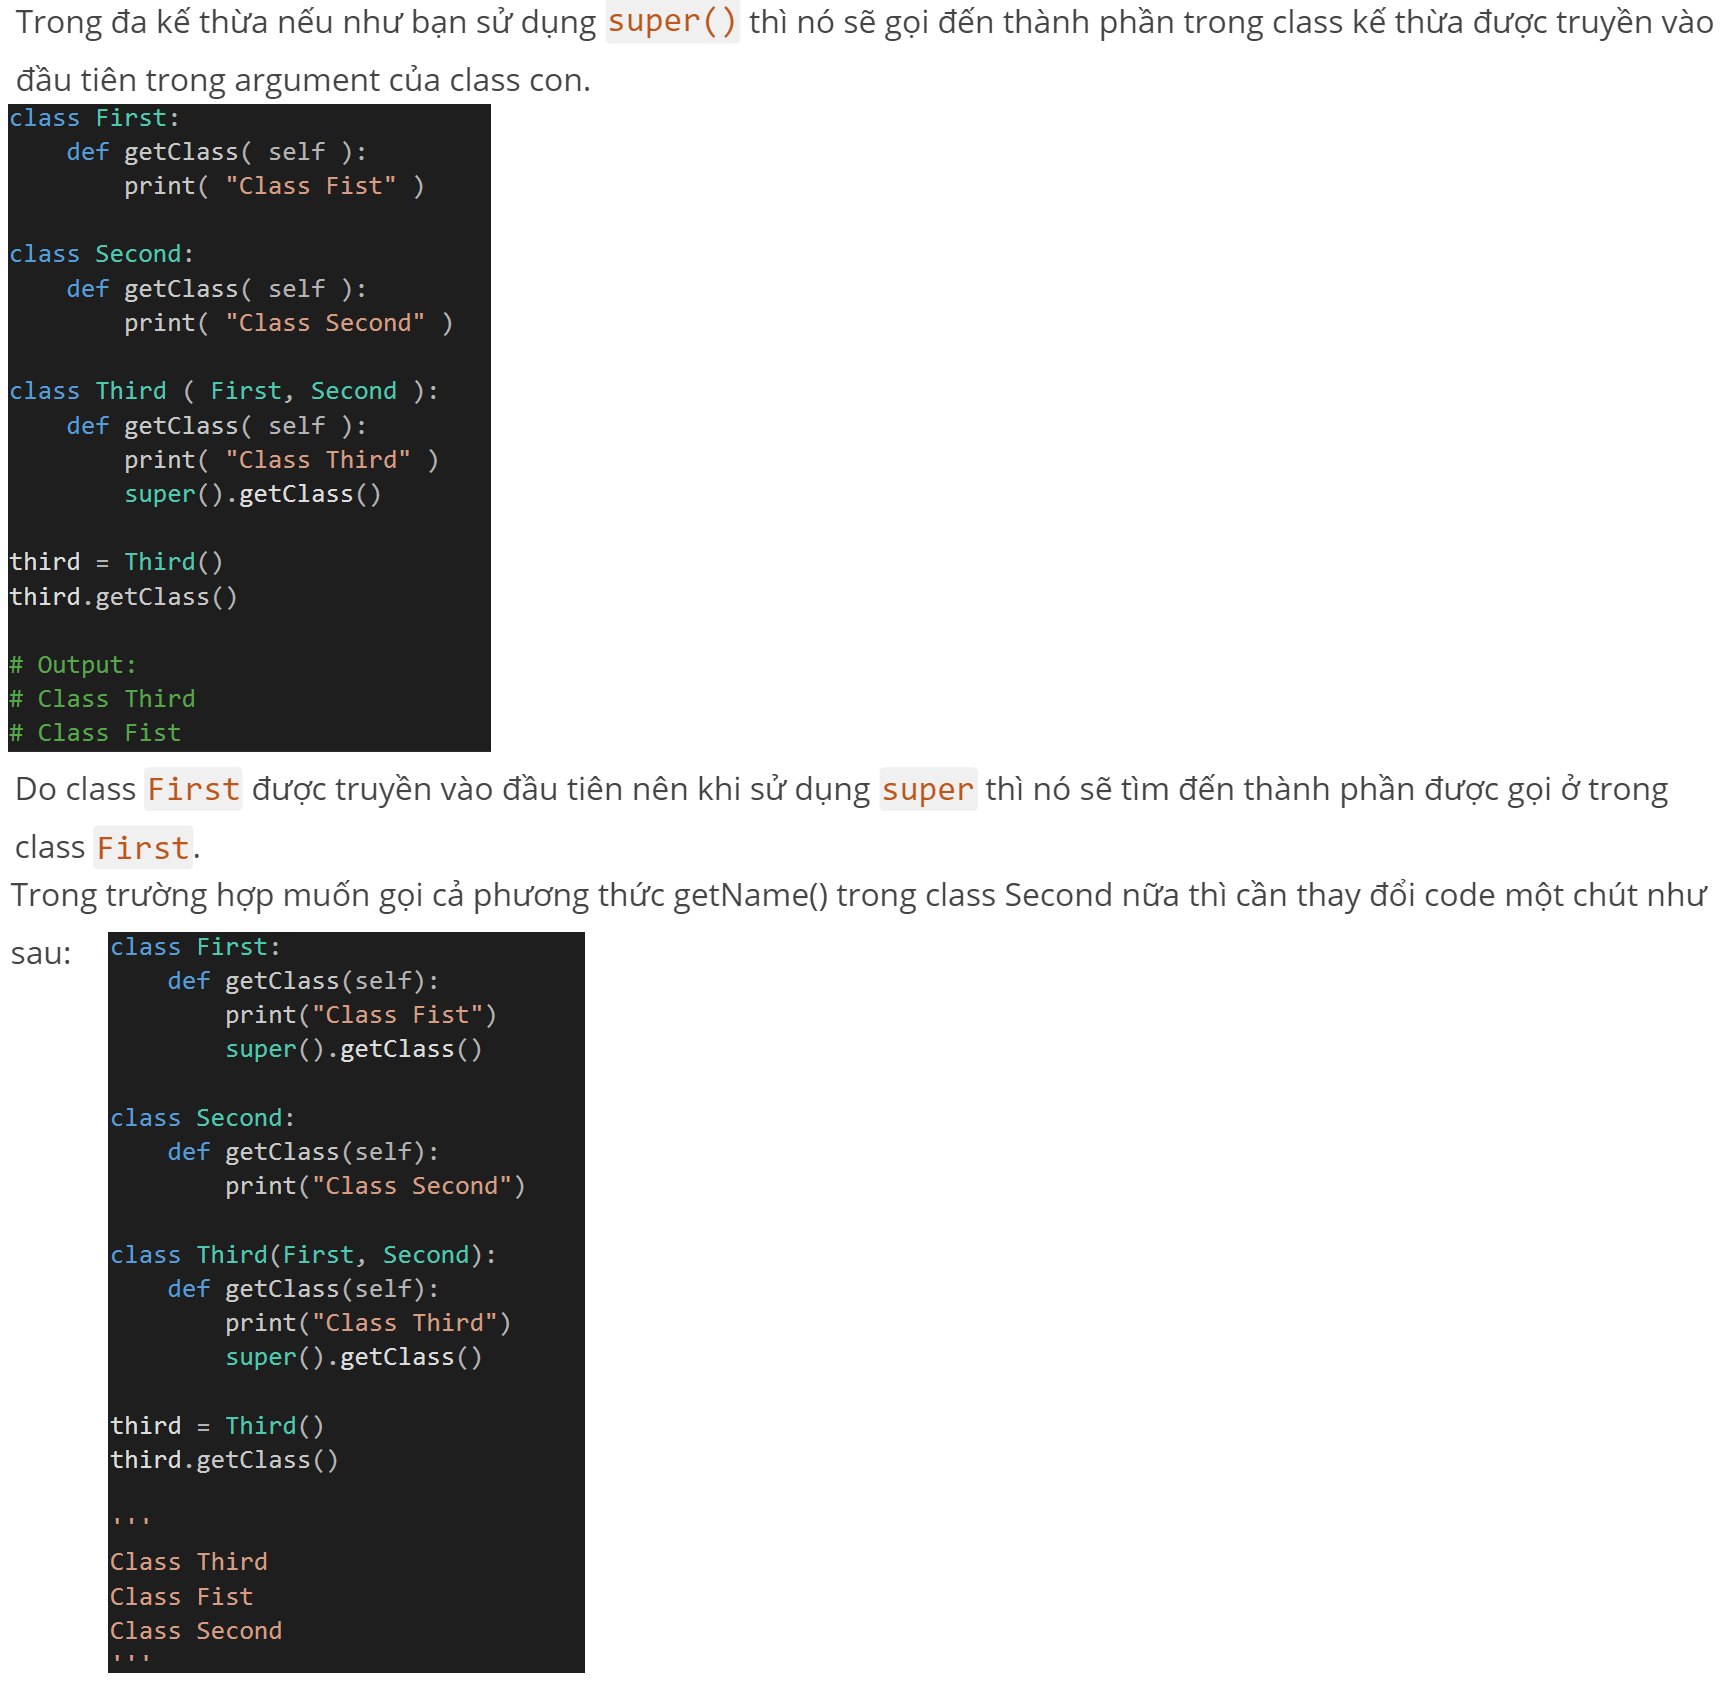 Trong đa kế thừa nếu như bạn sử dụng super() thì nó sẽ gọi đến thành phần trong class kế thừa được truyền vào
đầu tiên trong argument của class con.
class First:
    def getClass( self ):
        print( "Class Fist" )

class Second:
    def getClass( self ):
        print( "Class Second" )

class Third ( First, Second ):
    def getClass( self ):
        print( "Class Third" )
        super().getClass()

third = Third()
third.getClass()

# Output:
# Class Third
# Class Fist
Do class First được truyền vào đầu tiên nên khi sử dụng super thì nó sẽ tìm đến thành phần được gọi ở trong
class First.
Trong trường hợp muốn gọi cả phương thức getName() trong class Second nữa thì cần thay đổi code một chút như
sau:
class First:
    def getClass(self):
        print("Class Fist")
        super().getClass()

class Second:
    def getClass(self):
        print("Class Second")

class Third(First, Second):
    def getClass(self):
        print("Class Third")
        super().getClass()

third = Third()
third.getClass()

'''
Class Third
Class Fist
Class Second
'''